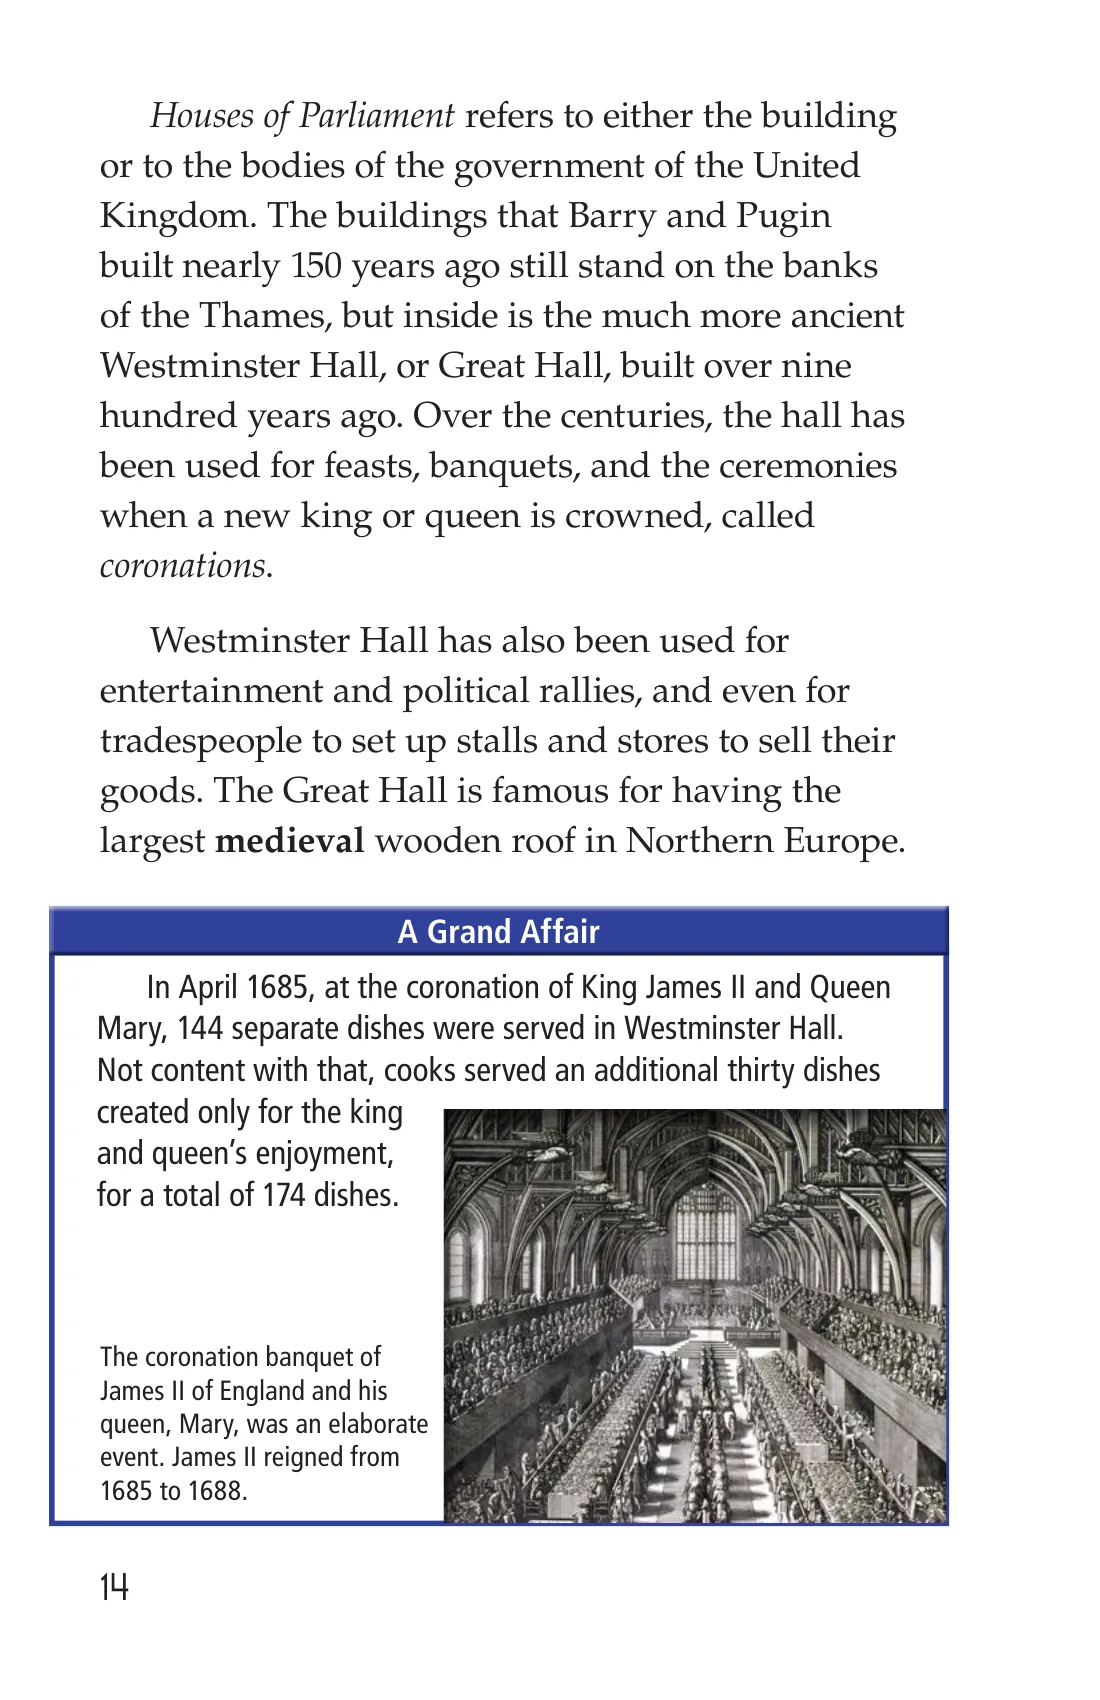 Houses of Parliament refers to either the building
or to the bodies of the government of the United
Kingdom. The buildings that Barry and Pugin
built nearly 150 years ago still stand on the banks
of the Thames, but inside is the much more ancient
Westminster Hall, or Great Hall, built over nine
hundred years ago. Over the centuries, the hall has
been used for feasts, banquets, and the ceremonies
when a new king or queen is crowned, called
coronations.
Westminster Hall has also been used for
entertainment and political rallies, and even for
tradespeople to set up stalls and stores to sell their
goods. The Great Hall is famous for having the
largest medieval wooden roof in Northern Europe.
A Grand Affair
In April 1685, at the coronation of King James II and Queen
Mary, 144 separate dishes were served in Westminster Hall.
Not content with that, cooks served an additional thirty dishes
created only for the king
and queen’s enjoyment,
for a total of 174 dishes.
The coronation banquet of
James II of England and his
queen, Mary, was an elaborate
event. James II reigned from
1685 to 1688.
14